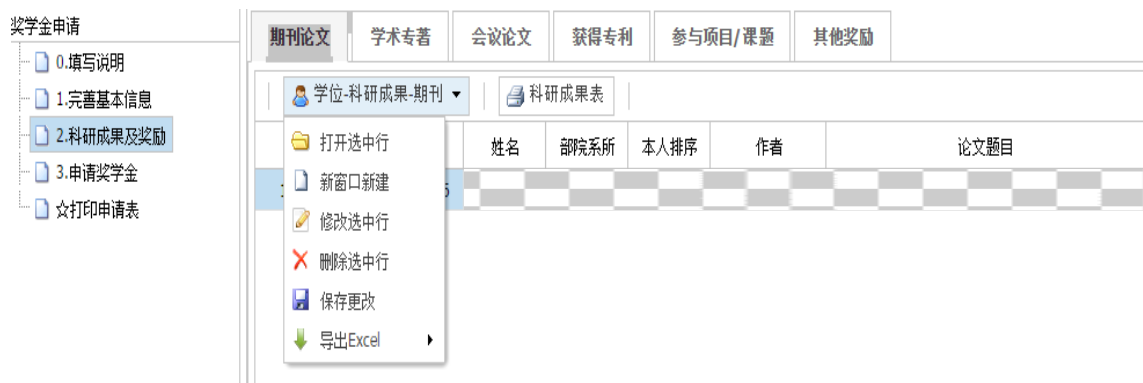 奖学金申请
0.填写说明
1.完善基本信息
2.科研成果及奖励
3.申请奖学金
☆打印申请表
期刊论文 学术专著 会议论文 获得专利 参与项目/课题 其他奖励
学位-科研成果-期刊 科研成果表
姓名 部院系所 本人排序 作者 论文题目
打开选中行
新窗口新建
修改选中行
删除选中行
保存更改
导出Excel